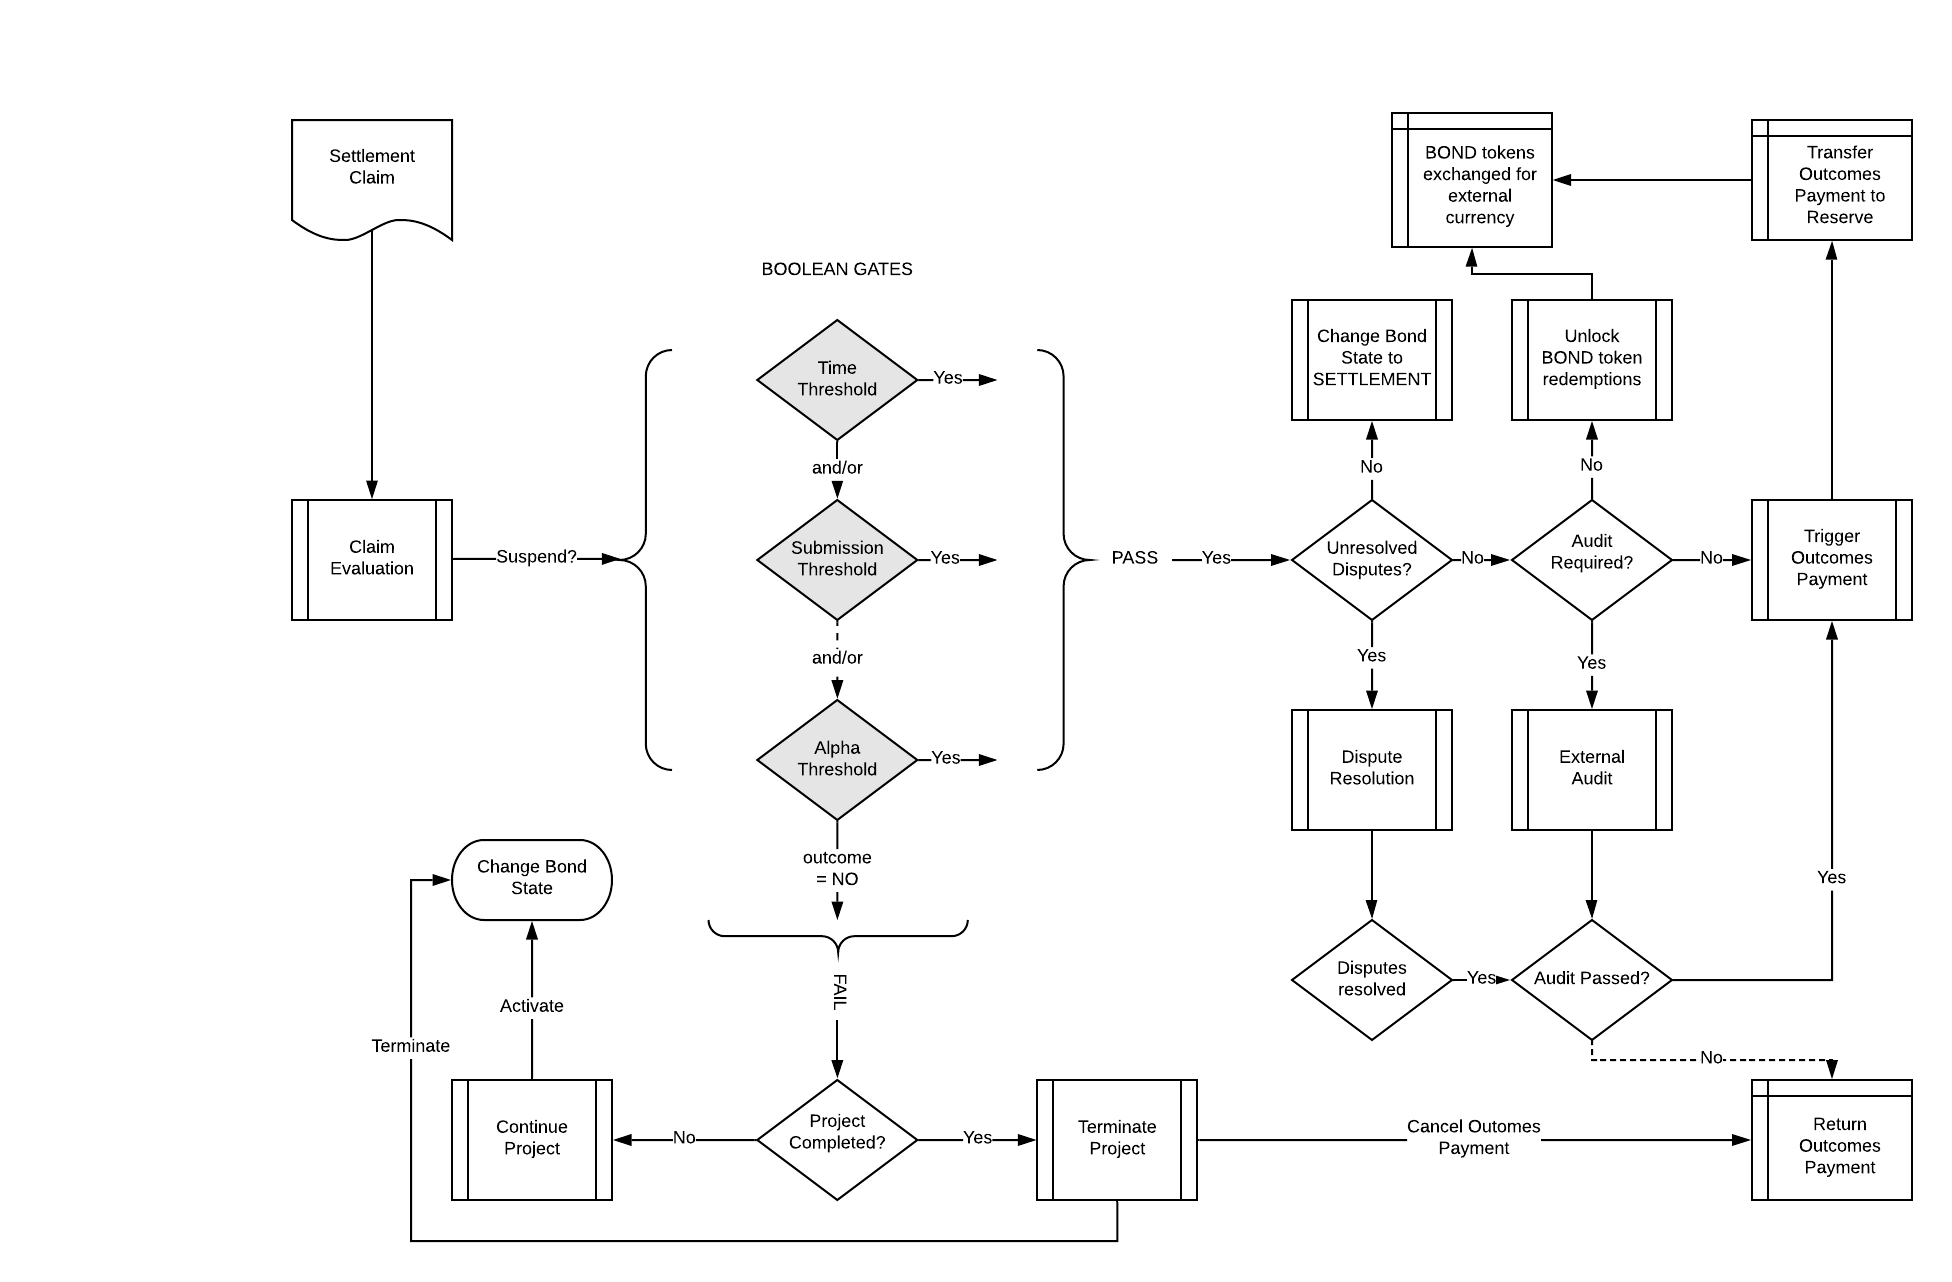 Settlement
Claim
BOND tokens
exchanged for
external
currency
Transfer
Outcomes
Payment to
Reserve
BOOLEAN GATES
Change Bond
State to
SETTLEMENT
Unlock
BOND token
redemptions
Time
Threshold
Yes
and/or
No
No
Claim
Evaluation
Suspend?
Submission
Threshold
Yes
PASS
Yes
Unresolved
Disputes?
No
Audit
Required?
No
Trigger
Outcomes
Payment
and/or
Yes
Yes
Alpha
Threshold
Yes
Dispute
Resolution
External
Audit
outcome
= NO
Change Bond
State
Yes
FAIL
Disputes
resolved
Yes
Audit Passed?
Activate
Terminate
No
Continue
Project
No
Project
Completed?
Yes
Terminate
Project
Cancel Outomes
Payment
Return
Outcomes
Payment